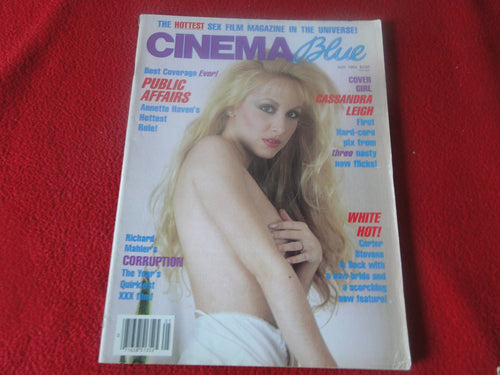 THE HOTTEST SEX FILM MAGAZINE IN THE UNIVERSE!
CINEMA Blue
Best Coverage Ever!
PUBLIC
AFFAIRS
Annette Haven's
Hottest
Role!
COVER
GIRL
CASSANDRA
LEIGH
First
Hard-core
pix from
three nasty
new flicks!
WHITE
HOT!
Carter
Stevens
is Back with
a new bride and
a scorching
new feature!
Richard
Mahler's
CORRUPTION
The Year's
Quirkiest
XXX film!